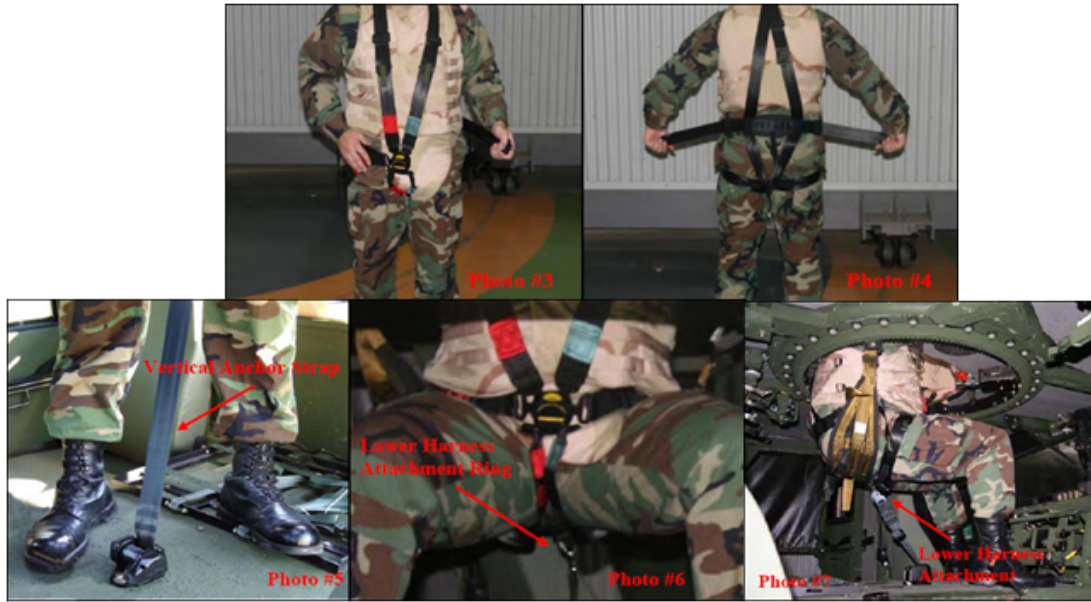 Photo #3
Photo #4
Vertical Anchor Strap
Photo #5
Lower Harness
Attachment Ring
Photo #6
Lower Harness
Attachment
Photo #7